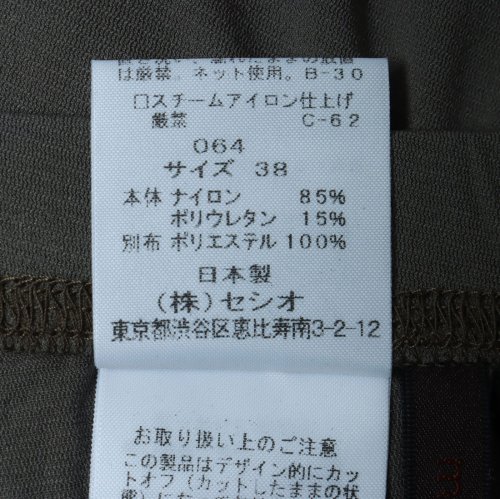 は厳禁。ネット使用。B-30
口スチームアイロン仕上げ
厳禁 C-62
064
サイズ 38
本体 ナイロン 85%
ポリウレタン 15%
別布 ポリエステル 100%
日本製
(株) セシオ
東京都渋谷区恵比寿南3-2-12
お取り扱い上のご注意
この製品はデザイン的にカッ
トオフ (カットしたままの状